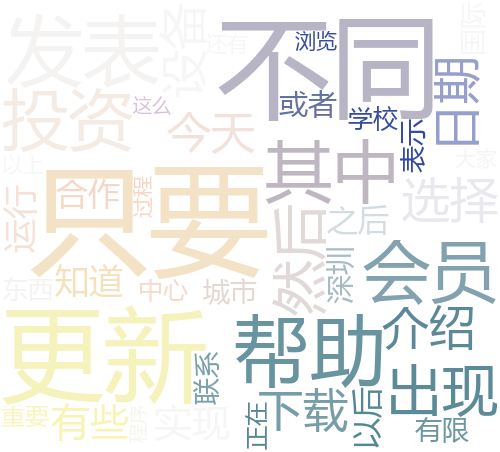 发表
设备
还有
不同
浏览
国际
投资
这么
今天
或者
学校
表示
日期
大家
以上
运行
合作
过程
只要
其中
然后
之后
选择
东西
知道
中心
城市
深圳
会员
更新
帮助
介绍
出现
联系
下载
以后
有限
正在
重要
有些
程序
实现